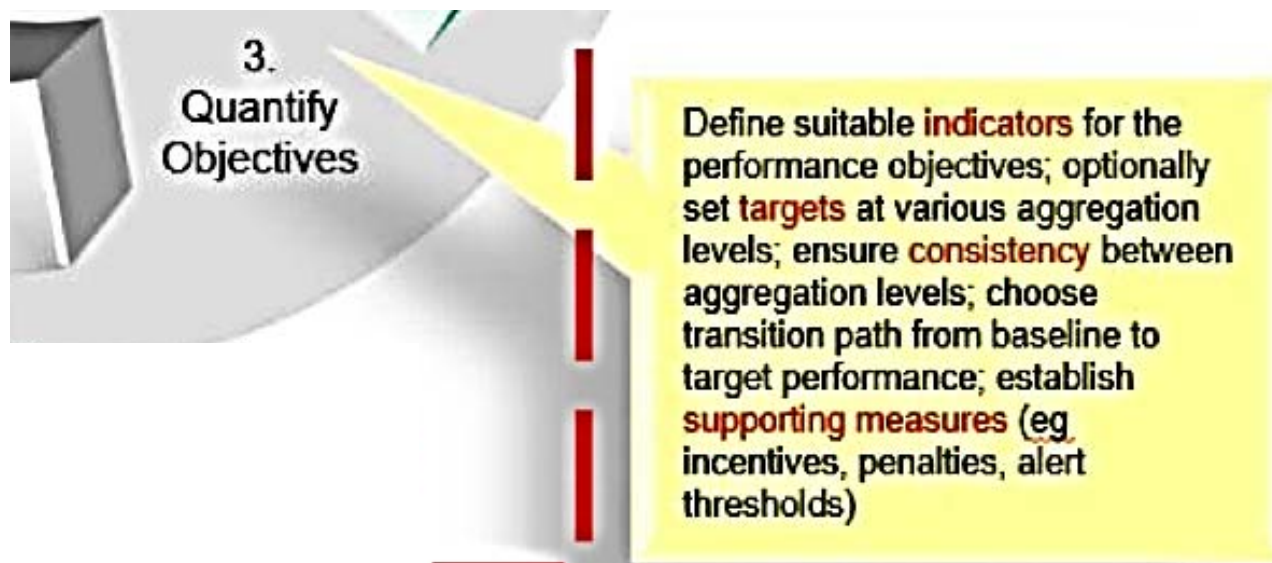 3.
Quantify
Objectives
Define suitable indicators for the
performance objectives; optionally
set targets at various aggregation
levels; ensure consistency between
aggregation levels; choose
transition path from baseline to
target performance; establish
supporting measures (eg
incentives, penalties, alert
thresholds)